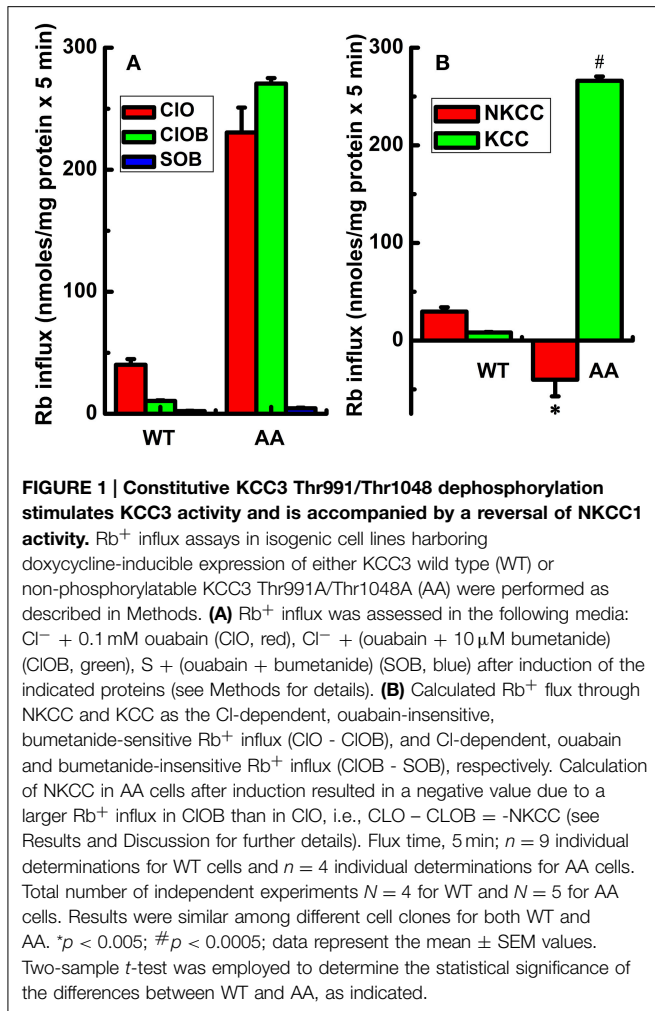 A
ClO
ClOB
SOB
Rb influx (nmoles/mg protein x 5 min)
300
200
100
0
WT
AA
B
NKCC
KCC
#
Rb influx (nmoles/mg protein x 5 min)
300
200
100
0
WT
AA
*
FIGURE 1 | Constitutive KCC3 Thr991/Thr1048 dephosphorylation
stimulates KCC3 activity and is accompanied by a reversal of NKCC1
activity. Rb+ influx assays in isogenic cell lines harboring
doxycycline-inducible expression of either KCC3 wild type (WT) or
non-phosphorylatable KCC3 Thr991A/Thr1048A (AA) were performed as
described in Methods. (A) Rb+ influx was assessed in the following media:
Cl− + 0.1 mM ouabain (ClO, red), Cl− + (ouabain + 10 μM bumetanide)
(ClOB, green), S + (ouabain + bumetanide) (SOB, blue) after induction of the
indicated proteins (see Methods for details). (B) Calculated Rb+ flux through
NKCC and KCC as the Cl-dependent, ouabain-insensitive,
bumetanide-sensitive Rb+ influx (ClO - ClOB), and Cl-dependent, ouabain
and bumetanide-insensitive Rb+ influx (ClOB - SOB), respectively. Calculation
of NKCC in AA cells after induction resulted in a negative value due to a
larger Rb+ influx in ClOB than in ClO, i.e., CLO – CLOB = -NKCC (see
Results and Discussion for further details). Flux time, 5 min; n = 9 individual
determinations for WT cells and n = 4 individual determinations for AA cells.
Total number of independent experiments N = 4 for WT and N = 5 for AA
cells. Results were similar among different cell clones for both WT and
AA. *p < 0.005; #p < 0.0005; data represent the mean ± SEM values.
Two-sample t-test was employed to determine the statistical significance of
the differences between WT and AA, as indicated.